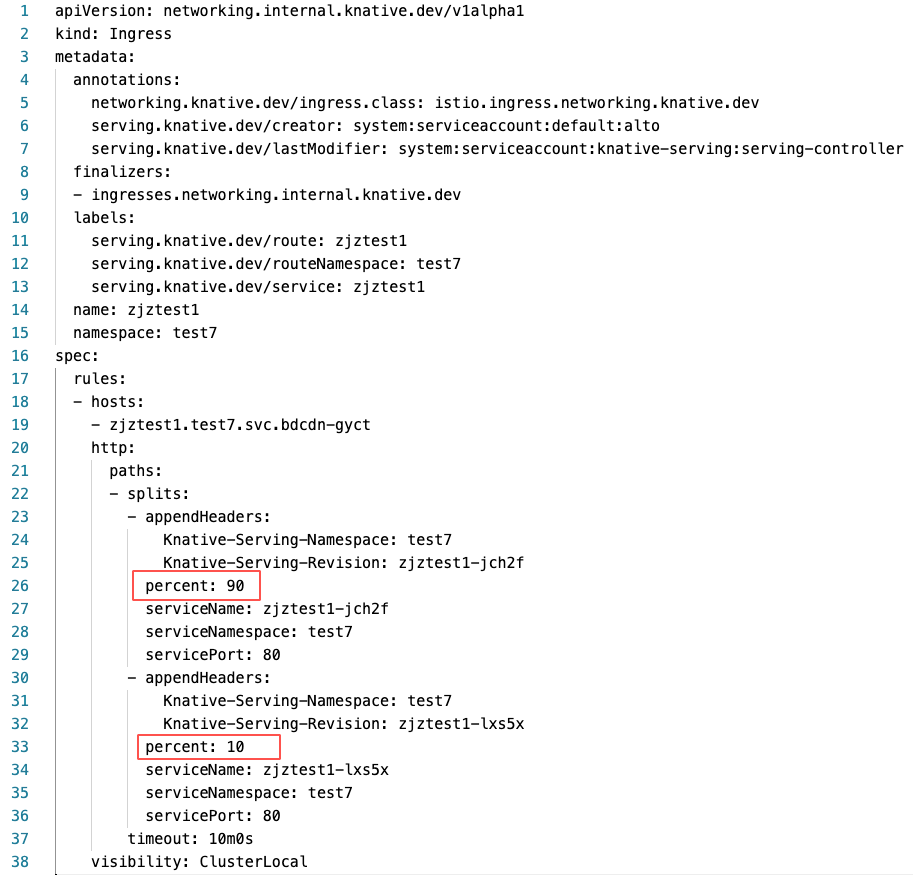 1 apiVersion: networking.internal.knative.dev/v1alpha1
2 kind: Ingress
3 metadata:
4   annotations:
5     networking.knative.dev/ingress.class: istio.ingress.networking.knative.dev
6     serving.knative.dev/creator: system:serviceaccount:default:alto
7     serving.knative.dev/lastModifier: system:serviceaccount:knative-serving:serving-controller
8   finalizers:
9   - ingresses.networking.internal.knative.dev
10   labels:
11     serving.knative.dev/route: zjztest1
12     serving.knative.dev/routeNamespace: test7
13     serving.knative.dev/service: zjztest1
14   name: zjztest1
15   namespace: test7
16 spec:
17   rules:
18   - hosts:
19     - zjztest1.test7.svc.bdcdn-gyct
20     http:
21       paths:
22       - splits:
23         - appendHeaders:
24             Knative-Serving-Namespace: test7
25             Knative-Serving-Revision: zjztest1-jch2f
26           percent: 90
27           serviceName: zjztest1-jch2f
28           serviceNamespace: test7
29           servicePort: 80
30         - appendHeaders:
31             Knative-Serving-Namespace: test7
32             Knative-Serving-Revision: zjztest1-lxs5x
33           percent: 10
34           serviceName: zjztest1-lxs5x
35           serviceNamespace: test7
36           servicePort: 80
37         timeout: 10m0s
38     visibility: ClusterLocal